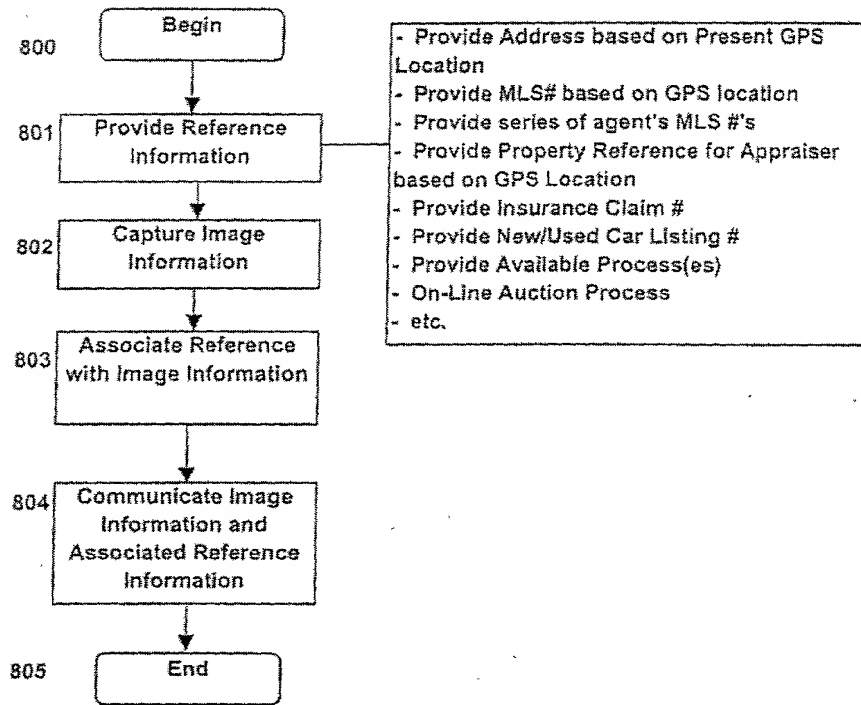 800
Begin
801
Provide Reference
Information
- Provide Address based on Present GPS
Location
- Provide MLS# based on GPS location
- Provide series of agent's MLS #'s
- Provide Property Reference for Appraiser
based on GPS Location
- Provide Insurance Claim #
- Provide New/Used Car Listing #
- Provide Available Process(es)
- On-Line Auction Process
- etc.
802
Capture Image
Information
803
Associate Reference
with Image Information
804
Communicate Image
Information and
Associated Reference
Information
805
End